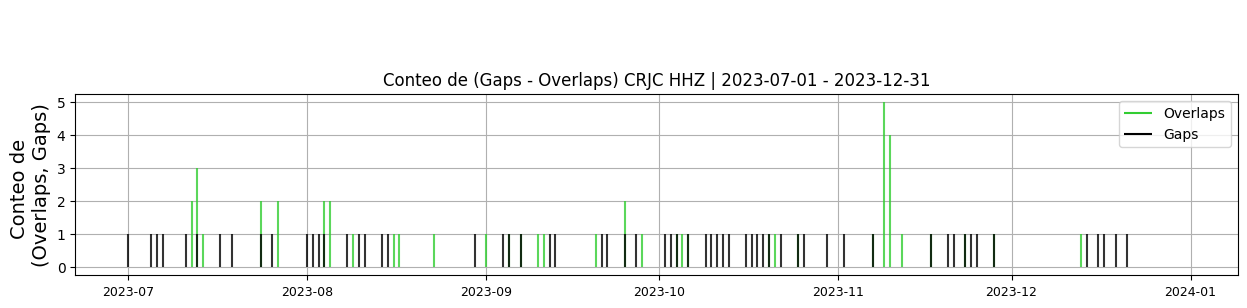 Conteo de (Gaps - Overlaps) CRJC HHZ | 2023-07-01 - 2023-12-31
Conteo de
(Overlaps, Gaps)
5
4
3
2
1
0
Overlaps
Gaps
2023-07
2023-08
2023-09
2023-10
2023-11
2023-12
2024-01